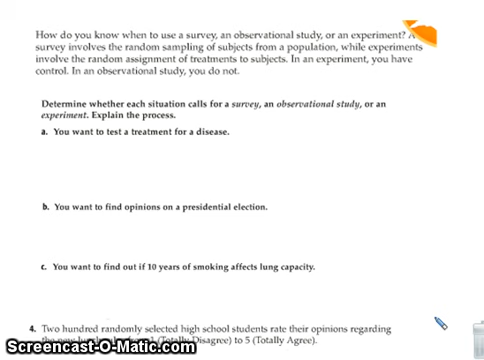 How do you know when to use a survey, an observational study, or an experiment? A
survey involves the random sampling of subjects from a population, while experiments
involve the random assignment of treatments to subjects. In an experiment, you have
control. In an observational study, you do not.
Determine whether each situation calls for a survey, an observational study, or an
experiment. Explain the process.
a. You want to test a treatment for a disease.
b. You want to find opinions on a presidential election.
c. You want to find out if 10 years of smoking affects lung capacity.
4. Two hundred randomly selected high school students rate their opinions regarding
(Totally Disagree) to 5 (Totally Agree).
Screencast-O-Matic.com